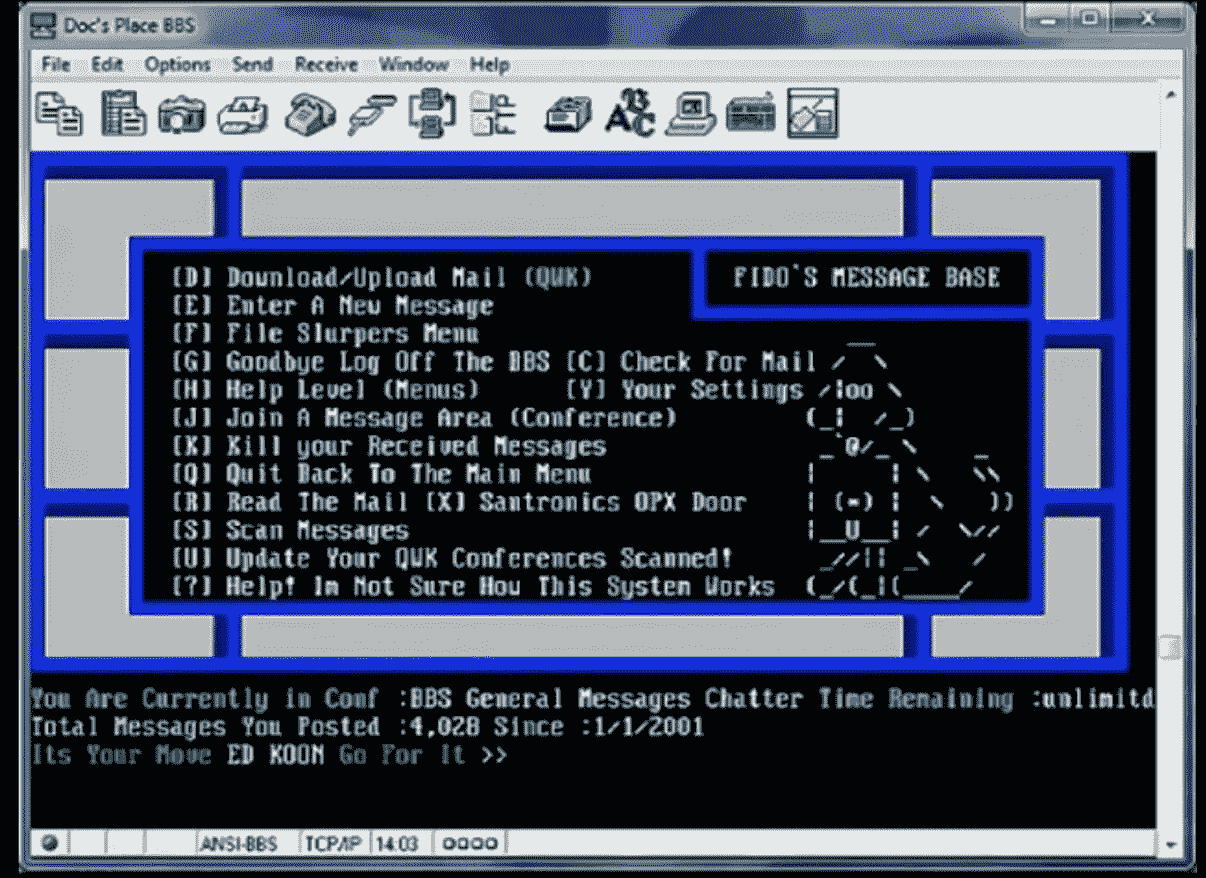 Doc's Place BBS
File Edit Options Send Receive Window Help
[D] Download/Upload Mail (QWK)
FIDO'S MESSAGE BASE
[E] Enter A New Message
[F] File Slurpers Menu
[G] Goodbye Log Off The BBS [C] Check For Mail
[H] Help Level (Menus) [Y] Your Settings
[J] Join A Message Area (Conference)
[K] Kill your Received Messages
[Q] Quit Back To The Main Menu
[R] Read The Mail [X] Santronics OPX Door
[S] Scan Messages
[U] Update Your QWK Conferences Scanned!
[?] Help! Im Not Sure How This System Works
You Are Currently in Conf :BBS General Messages Chatter Time Remaining :unlimitd
Total Messages You Posted :4,028 Since :1/1/2001
Its Your Move ED KOON Go For It >>
ANSI-BBS TCP/IP 14:03